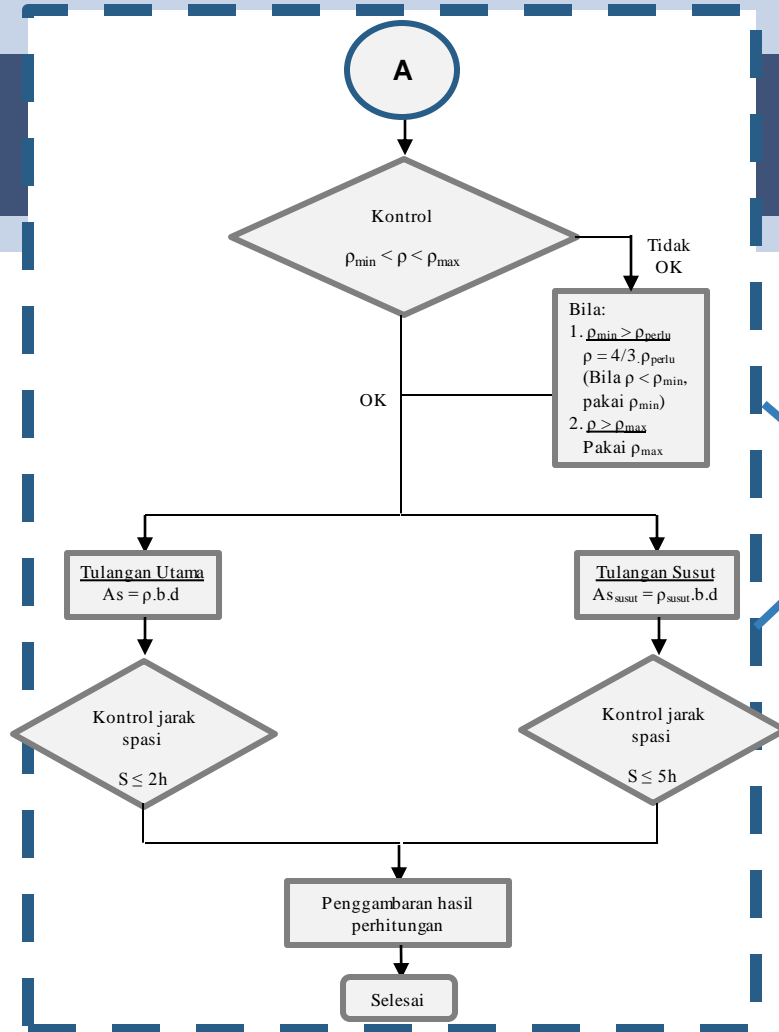 A
Kontrol
ρmin < ρ < ρmax
Tidak
OK
Bila:
1. ρmin > ρperlu
ρ = 4/3.ρperlu
(Bila ρ < ρmin,
pakai ρmin)
2. ρ > ρmax
Pakai ρmax
OK
Tulangan Utama
As = ρ.b.d
Tulangan Susut
Assusut = ρsusut.b.d
Kontrol jarak
spasi
S ≤ 2h
Kontrol jarak
spasi
S ≤ 5h
Penggambaran hasil
perhitungan
Selesai